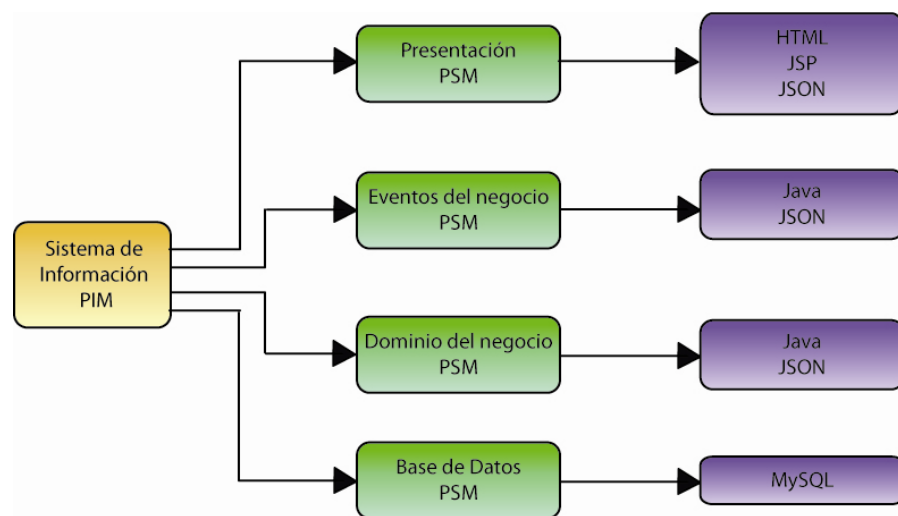 Presentación
PSM
HTML
JSP
JSON
Eventos del negocio
PSM
Java
JSON
Sistema de
Información
PIM
Dominio del negocio
PSM
Java
JSON
Base de Datos
PSM
MySQL